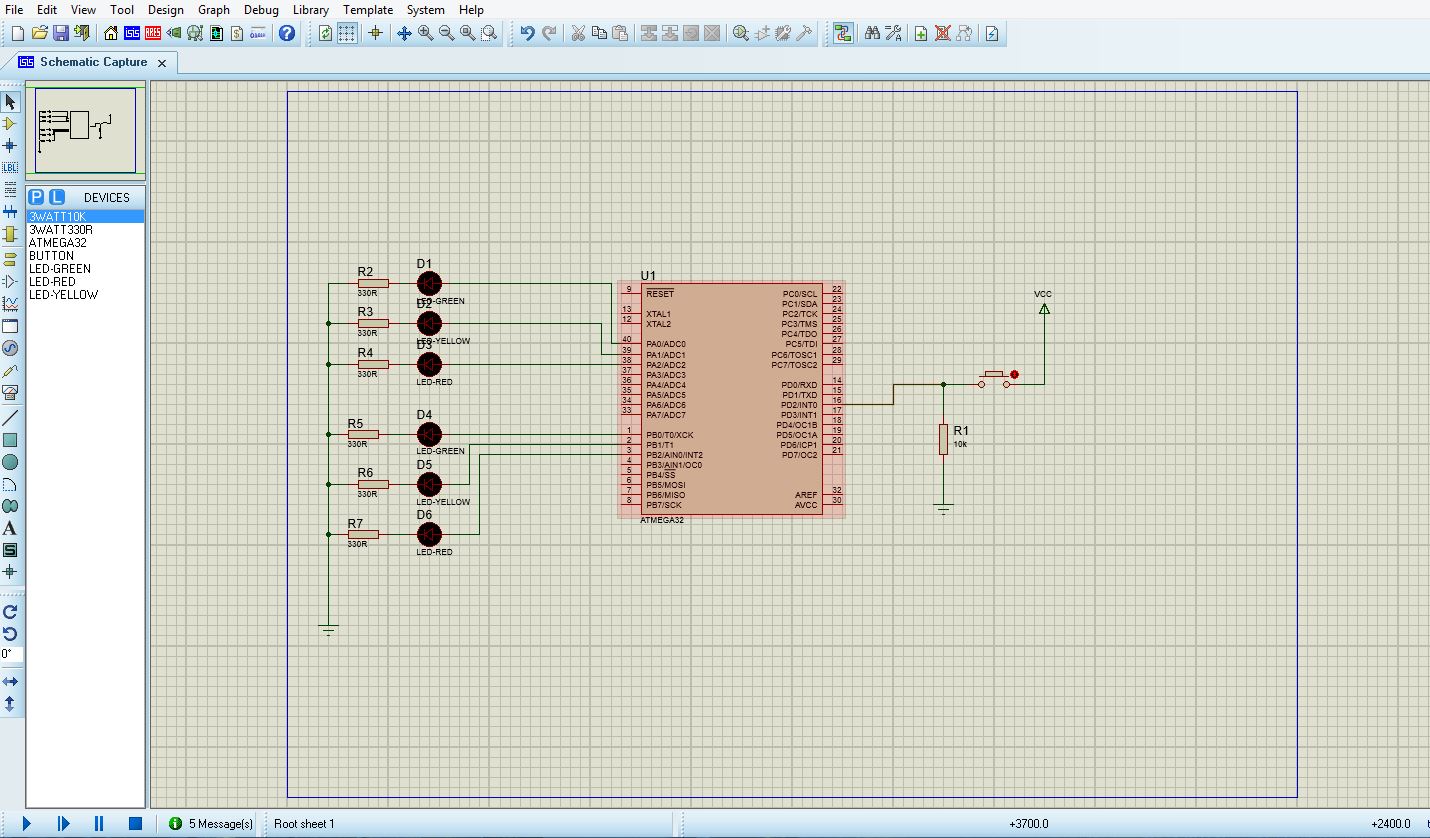 File Edit View Tool Design Graph Debug Library Template System Help
Schematic Capture
P L DEVICES
3WATT10K
3WATT330R
ATMEGA32
BUTTON
LED-GREEN
LED-RED
LED-YELLOW
LBL
A
S
0°
R2
330R
D1
LED-GREEN
R3
330R
D2
LED-YELLOW
R4
330R
D3
LED-RED
R5
330R
D4
LED-GREEN
R6
330R
D5
LED-YELLOW
R7
330R
D6
LED-RED
U1
9 RESET
13 XTAL1
12 XTAL2
40 PA0/ADC0
39 PA1/ADC1
38 PA2/ADC2
37 PA3/ADC3
36 PA4/ADC4
35 PA5/ADC5
34 PA6/ADC6
33 PA7/ADC7
1 PB0/T0/XCK
2 PB1/T1
3 PB2/AIN0/INT2
4 PB3/AIN1/OC0
5 PB4/SS
6 PB5/MOSI
7 PB6/MISO
8 PB7/SCK
PC0/SCL 22
PC1/SDA 23
PC2/TCK 24
PC3/TMS 25
PC4/TDO 26
PC5/TDI 27
PC6/TOSC1 28
PC7/TOSC2 29
PD0/RXD 14
PD1/TXD 15
PD2/INT0 16
PD3/INT1 17
PD4/OC1B 18
PD5/OC1A 19
PD6/ICP1 20
PD7/OC2 21
AREF 32
AVCC 30
ATMEGA32
VCC
R1
10k
5 Message(s) Root sheet 1 +3700.0 +2400.0